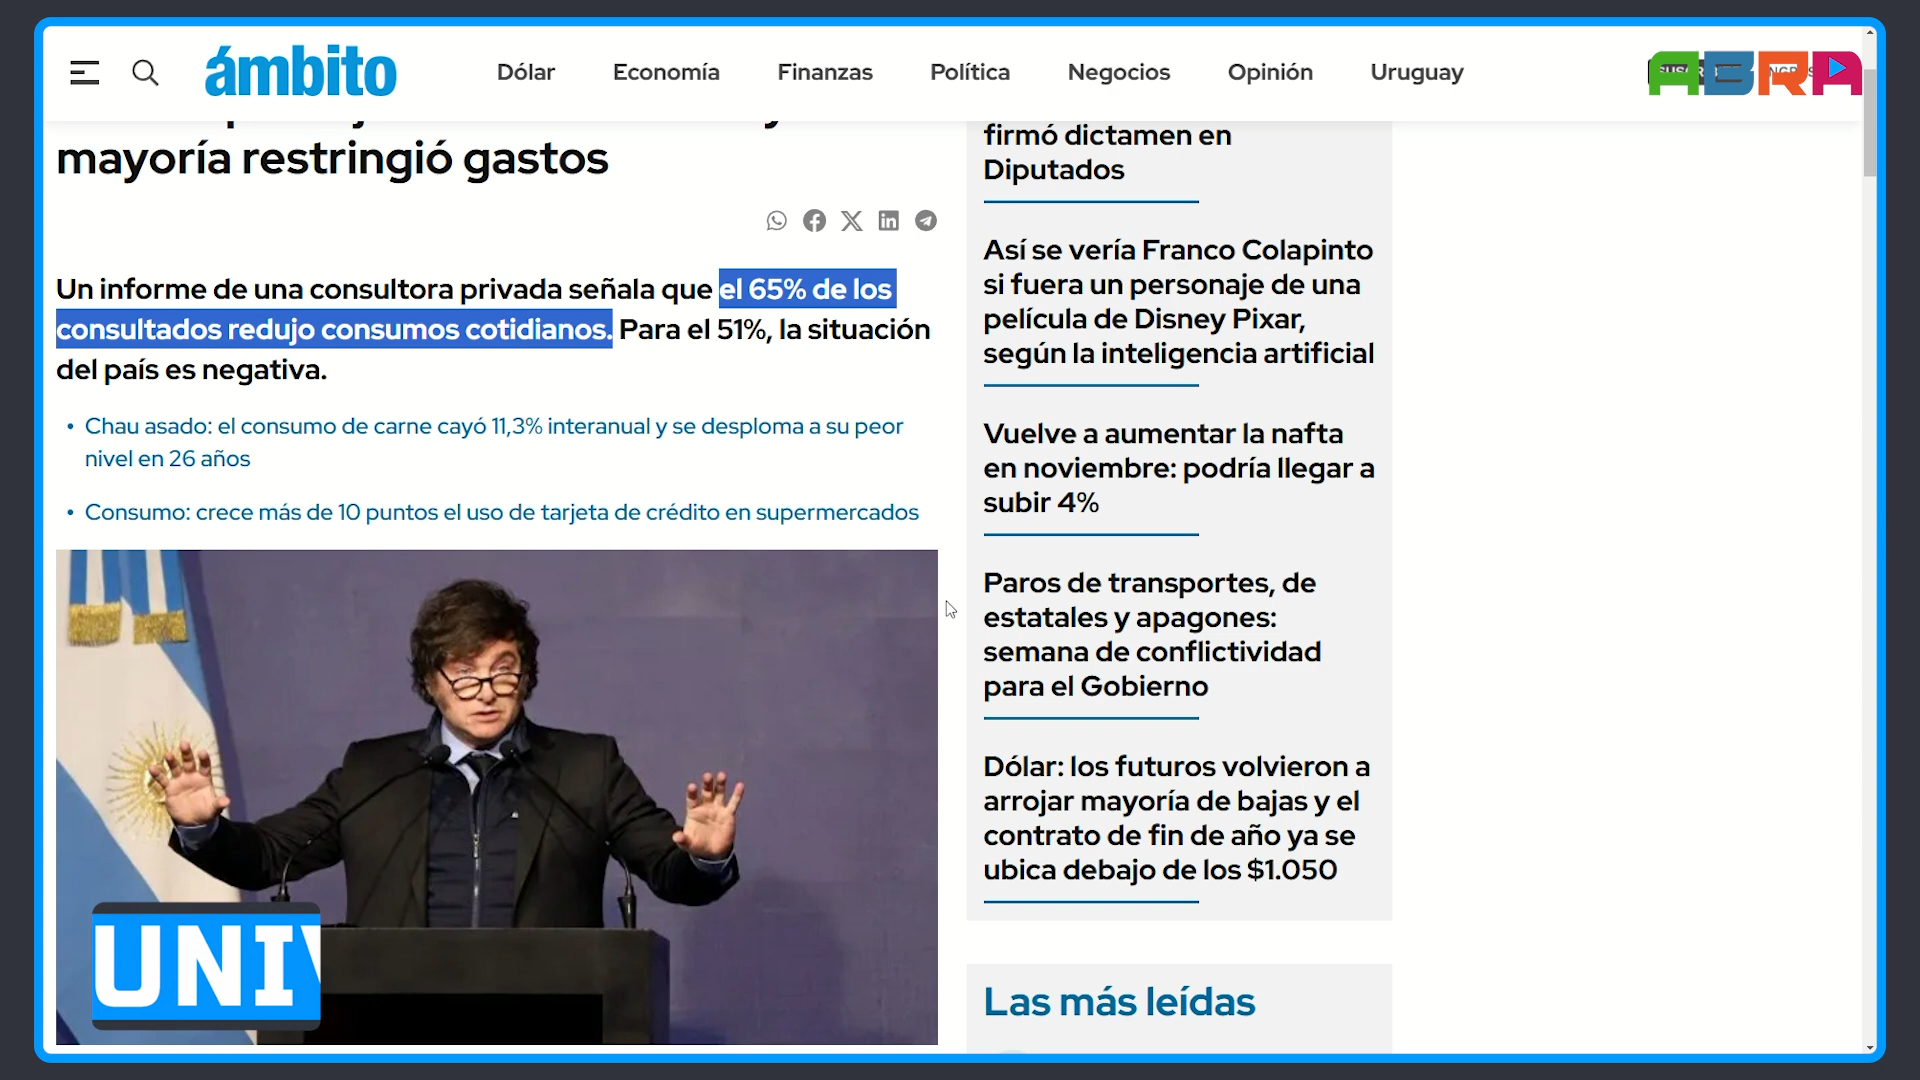 ámbito
Dólar
Economía
Finanzas
Política
Negocios
Opinión
Uruguay
ABRA
mayoría restringió gastos
Un informe de una consultora privada señala que el 65% de los
consultados redujo consumos cotidianos. Para el 51%, la situación
del país es negativa.
• Chau asado: el consumo de carne cayó 11,3% interanual y se desploma a su peor
nivel en 26 años
• Consumo: crece más de 10 puntos el uso de tarjeta de crédito en supermercados
UNI
firmó dictamen en
Diputados
Así se vería Franco Colapinto
si fuera un personaje de una
película de Disney Pixar,
según la inteligencia artificial
Vuelve a aumentar la nafta
en noviembre: podría llegar a
subir 4%
Paros de transportes, de
estatales y apagones:
semana de conflictividad
para el Gobierno
Dólar: los futuros volvieron a
arrojar mayoría de bajas y el
contrato de fin de año ya se
ubica debajo de los $1.050
Las más leídas